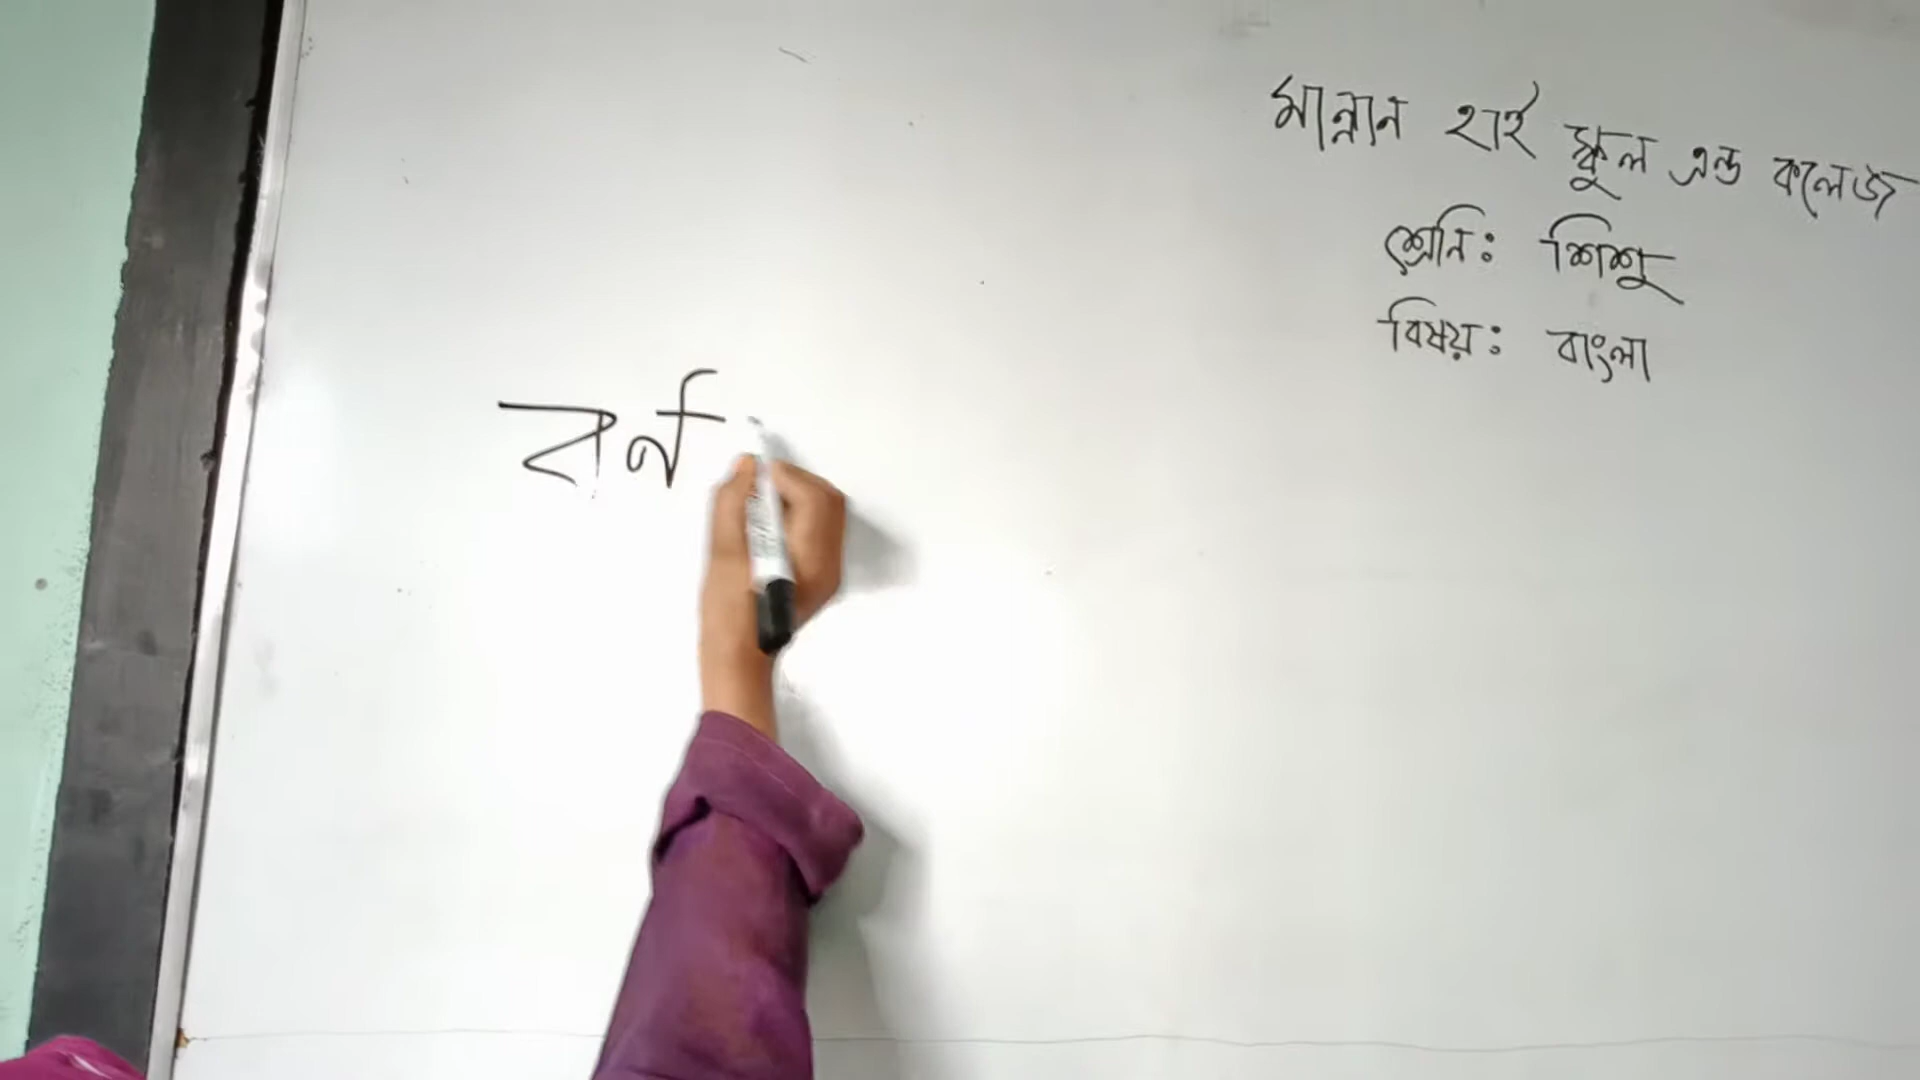 মান্নান হাই স্কুল এন্ড কলেজ
শ্রেনি: শিশু
বিষয়: বাংলা
বর্ণ